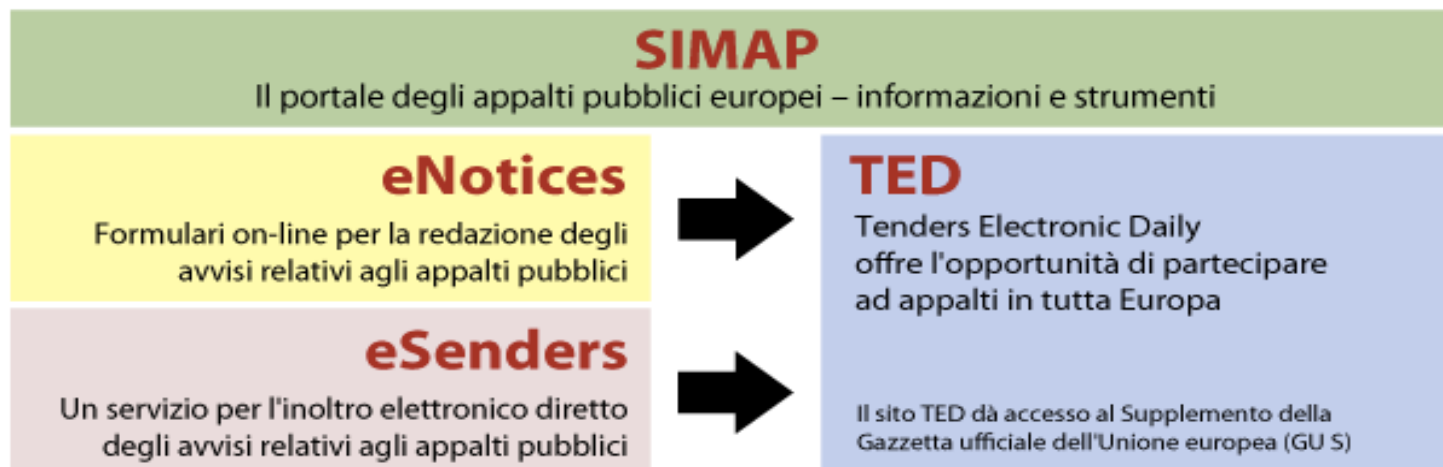 SIMAP
Il portale degli appalti pubblici europei – informazioni e strumenti
eNotices
Formulari on-line per la redazione degli
avvisi relativi agli appalti pubblici
eSenders
Un servizio per l'inoltro elettronico diretto
degli avvisi relativi agli appalti pubblici
TED
Tenders Electronic Daily
offre l'opportunità di partecipare
ad appalti in tutta Europa
Il sito TED dà accesso al Supplemento della
Gazzetta ufficiale dell'Unione europea (GU S)